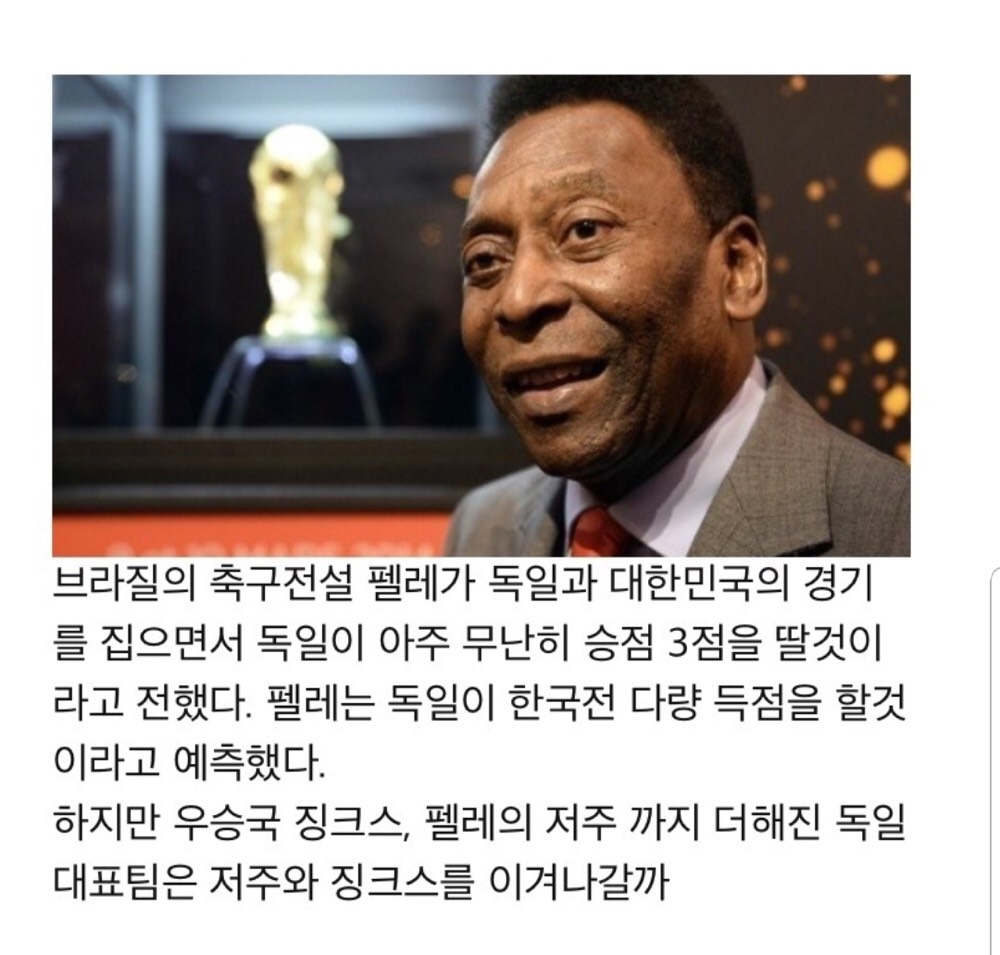 브라질의 축구전설 펠레가 독일과 대한민국의 경기
를 집으면서 독일이 아주 무난히 승점 3점을 딸것이
라고 전했다. 펠레는 독일이 한국전 다량 득점을 할것
이라고 예측했다.
하지만 우승국 징크스, 펠레의 저주 까지 더해진 독일
대표팀은 저주와 징크스를 이겨나갈까